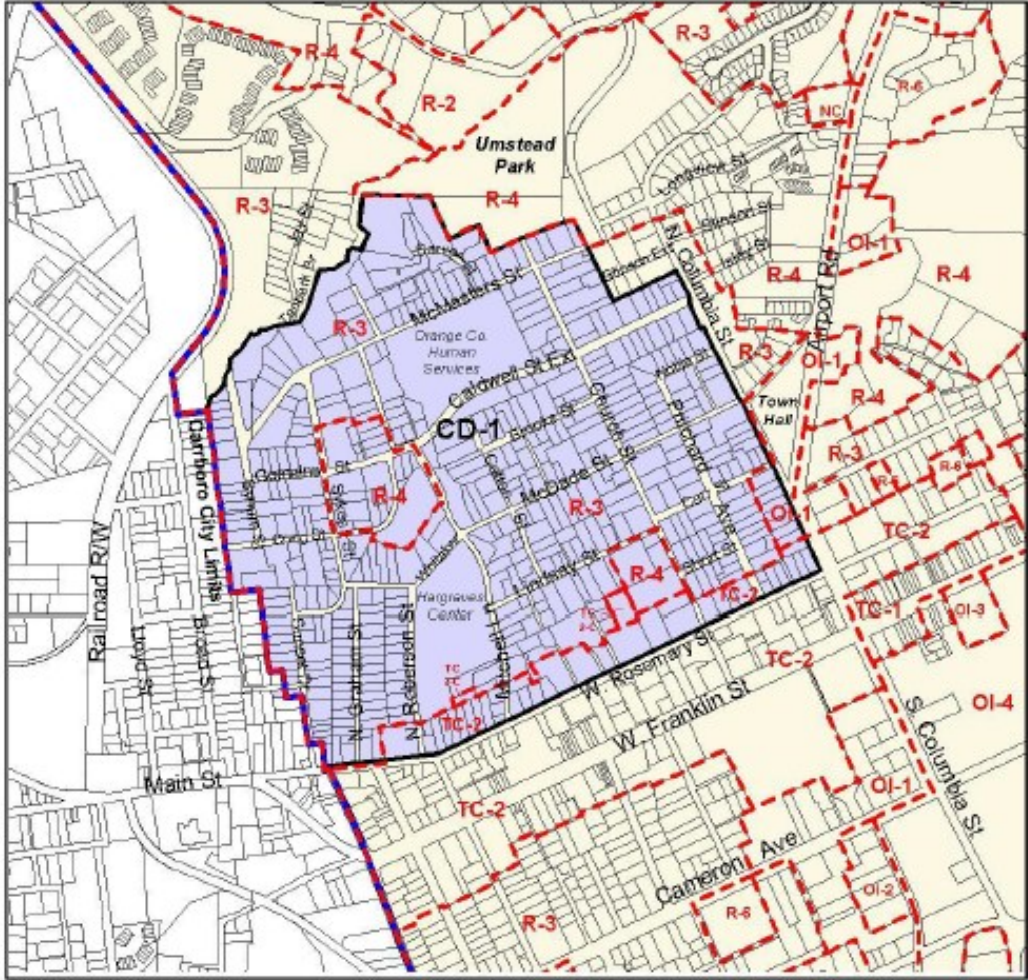 R-3
R-4
R-2
NC
R-6
Umstead
Park
Longview St
Stinson St
R-3
R-4
N. Columbia St
OI-1
R-4
R-4
Airport Rd
McMasters St
R-3
Orange Co.
Human
Services
Caldwell St Ext
R-3
OI-1
R-4
Town
Hall
Church St
Pritchard Ave
CD-1
McDade St
R-3
R-4
R-3
R-6
Carrboro City Limits
Railroad R/W
Lindsay St
R-4
TC-2
TC-2
TC-1
OI-3
Hargraves
Center
Lloyd St
Broad St
N. Graham St
N. Roberson St
TC-2
W. Rosemary St
TC-2
W. Franklin St
OI-4
S. Columbia St
Main St
TC-2
OI-1
Cameron Ave
R-3
R-6
OI-2